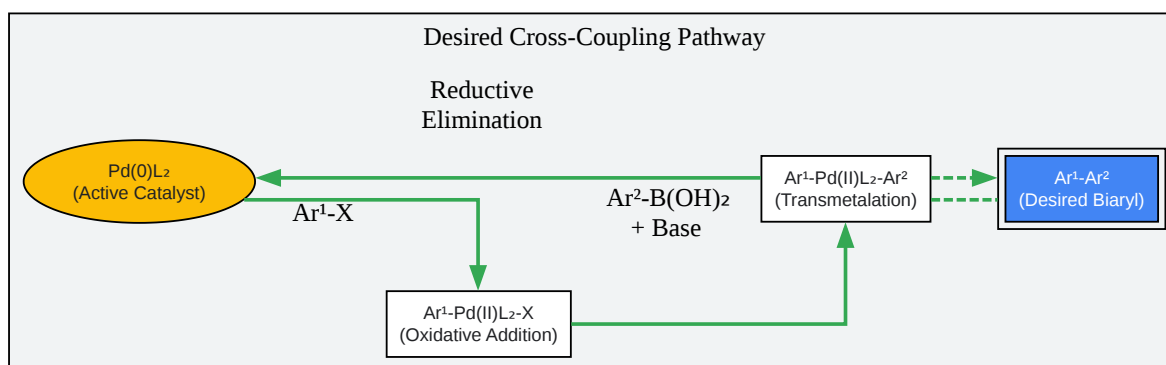 Desired Cross-Coupling Pathway
Reductive
Elimination
Pd(0)L₂
(Active Catalyst)
Ar¹-X
Ar²-B(OH)₂
+ Base
Ar¹-Pd(II)L₂-Ar²
(Transmetalation)
Ar¹-Ar²
(Desired Biaryl)
Ar¹-Pd(II)L₂-X
(Oxidative Addition)